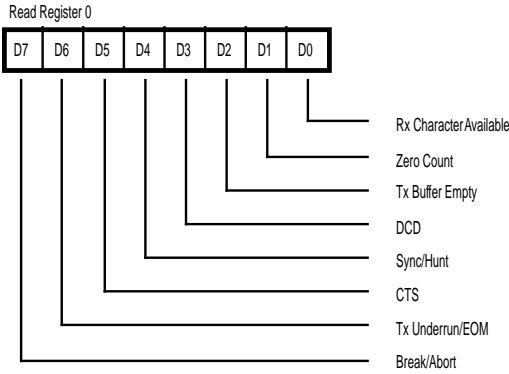 Read Register 0
D7 D6 D5 D4 D3 D2 D1 D0
Rx Character Available
Zero Count
Tx Buffer Empty
DCD
Sync/Hunt
CTS
Tx Underrun/EOM
Break/Abort